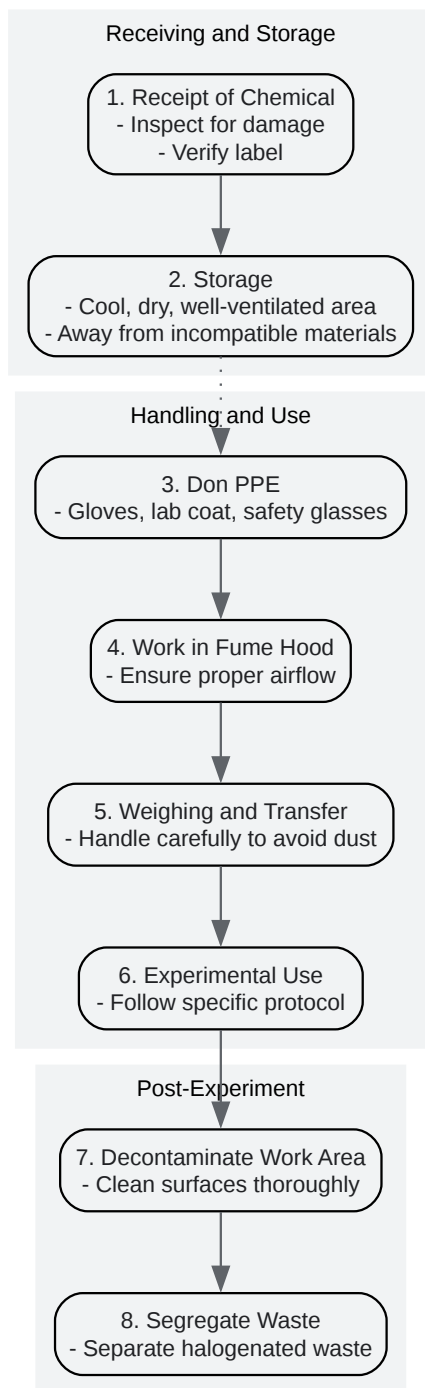 Receiving and Storage
1. Receipt of Chemical
- Inspect for damage
- Verify label
2. Storage
- Cool, dry, well-ventilated area
- Away from incompatible materials
Handling and Use
3. Don PPE
- Gloves, lab coat, safety glasses
4. Work in Fume Hood
- Ensure proper airflow
5. Weighing and Transfer
- Handle carefully to avoid dust
6. Experimental Use
- Follow specific protocol
Post-Experiment
7. Decontaminate Work Area
- Clean surfaces thoroughly
8. Segregate Waste
- Separate halogenated waste